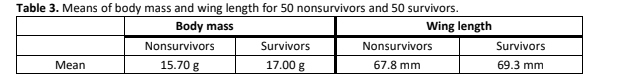 Table 3. Means of body mass and wing length for 50 nonsurvivors and 50 survivors.
Body mass Wing length
Nonsurvivors Survivors Nonsurvivors Survivors
Mean 15.70 g 17.00 g 67.8 mm 69.3 mm